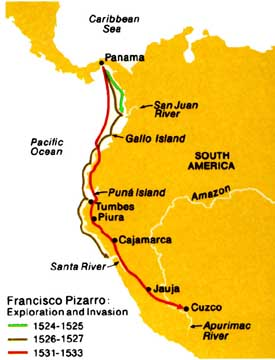 Caribbean
Sea
Panama
San Juan
River
Gallo Island
Pacific
Ocean
SOUTH
AMERICA
Puná Island
Amazon
Tumbes
Piura
Cajamarca
Santa River
Jauja
Cuzco
Apurimac
River
Francisco Pizarro:
Exploration and Invasion
1524-1525
1526-1527
1531-1533